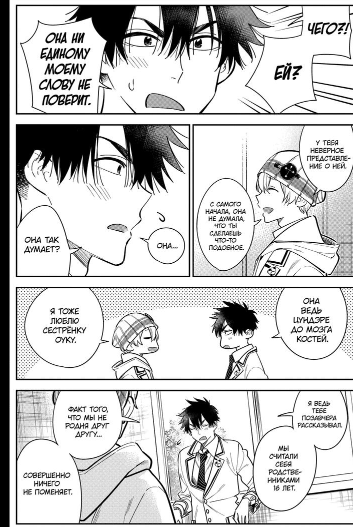 ЧЕГО?!
ЕЙ?
ОНА НИ
ЕДИНОМУ
МОЕМУ
СЛОВУ НЕ
ПОВЕРИТ.
У ТЕБЯ
НЕВЕРНОЕ
ПРЕДСТАВЛЕ-
НИЕ О НЕЙ.
С САМОГО
НАЧАЛА, ОНА
НЕ ДУМАЛА,
ЧТО ТЫ
СДЕЛАЕШЬ
ЧТО-ТО
ПОДОБНОЕ.
ОНА...
ОНА ТАК
ДУМАЕТ?
ОНА
ВЕДЬ
ЦУНДЭРЕ
ДО МОЗГА
КОСТЕЙ.
Я ТОЖЕ
ЛЮБЛЮ
СЕСТРЁНКУ
ОУКУ.
Я ВЕДЬ
ТЕБЕ
ПОЗАВЧЕРА
РАССКАЗЫВАЛ.
МЫ
СЧИТАЛИ
СЕБЯ
РОДСТВЕ-
ННИКАМИ
16 ЛЕТ.
ФАКТ ТОГО,
ЧТО МЫ НЕ
РОДНЯ ДРУГ
ДРУГУ...
СОВЕРШЕННО
НИЧЕГО
НЕ ПОМЕНЯЕТ.